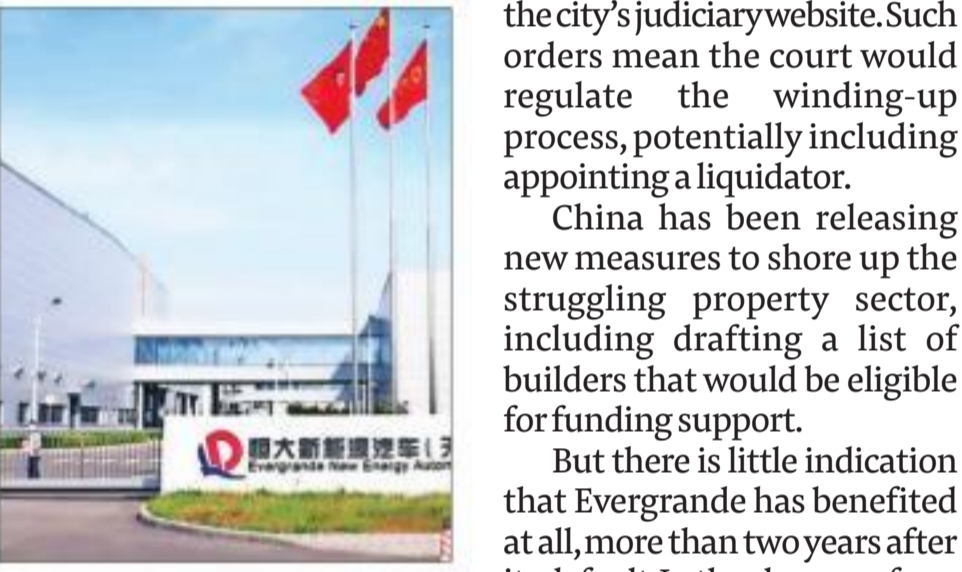 恒大新能源汽车(
Evergrande New Energy
the city's judiciary website. Such
orders mean the court would
regulate the winding-up
process, potentially including
appointing a liquidator.
China has been releasing
new measures to shore up the
struggling property sector,
including drafting a list of
builders that would be eligible
for funding support.
But there is little indication
that Evergrande has benefited
at all, more than two years after